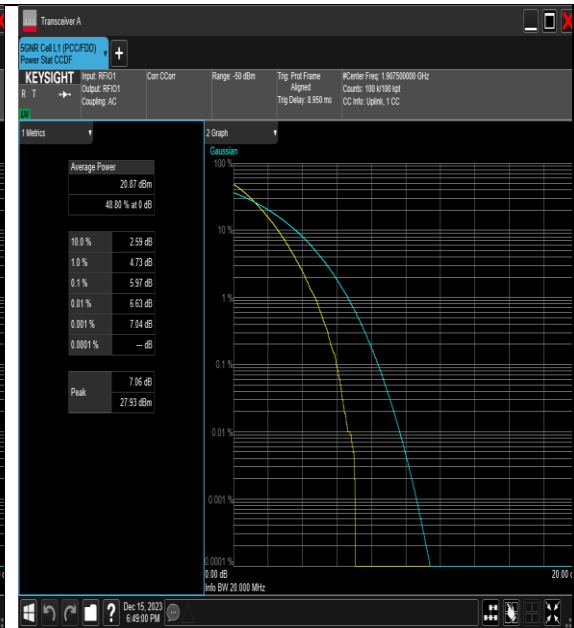 Transceiver A
5GNR Cell L1 (PCC/FDD)
Power Stat CCDF
+
KEYSIGHT
R T
Input: RFIO1
Output: RFIO1
Coupling: AC
Corr CCorr
Range: -50 dBm
Trig: Prot Frame
Aligned
Trig Delay: 8.950 ms
#Center Freq: 1.907500000 GHz
Counts: 100 k/100 kpt
CC Info: Uplink, 1 CC
1 Metrics
Average Power
20.87 dBm
48.80 % at 0 dB
10.0 % 2.59 dB
1.0 % 4.73 dB
0.1 % 5.97 dB
0.01 % 6.63 dB
0.001 % 7.04 dB
0.0001 % --- dB
Peak 7.06 dB
27.93 dBm
2 Graph
Gaussian
100 %
10 %
1 %
0.1 %
0.01 %
0.001 %
0.0001 %
0.00 dB
20.00
Info BW 20.000 MHz
?
Dec 15, 2023
6:49:00 PM